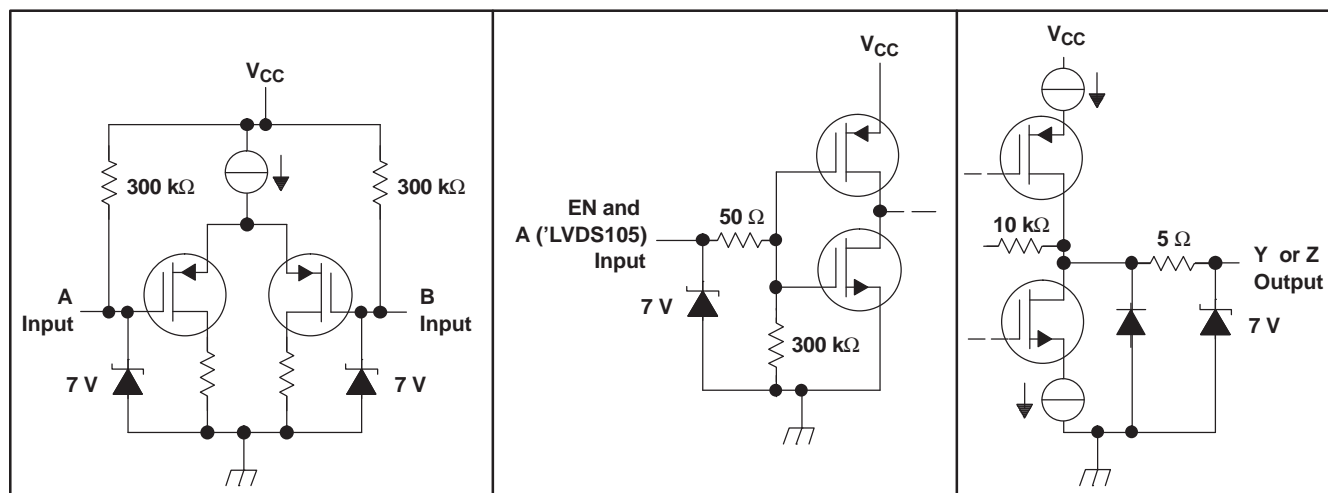 VCC
300 kΩ
300 kΩ
A
Input
B
Input
7 V
7 V
VCC
EN and
A ('LVDS105)
Input
50 Ω
7 V
300 kΩ
VCC
10 kΩ
5 Ω
Y or Z
Output
7 V